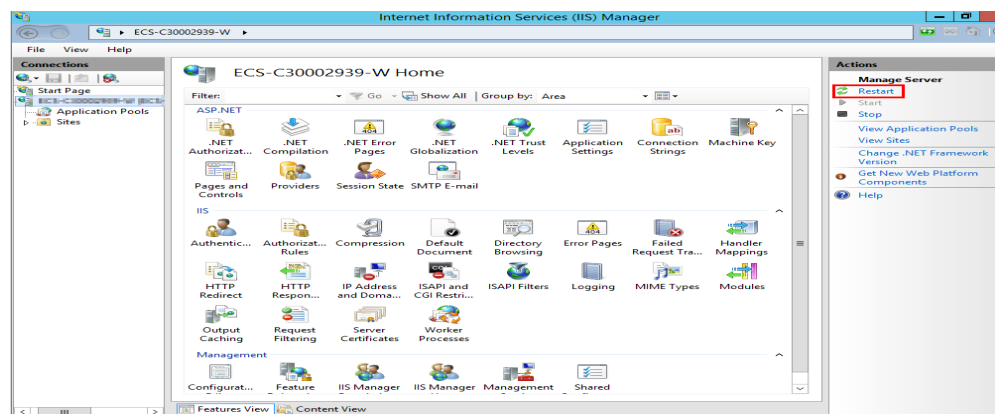 Internet Information Services (IIS) Manager
ECS-C30002939-W
File View Help
Connections
Start Page
ECS-C30002939-W (ECS-
Application Pools
Sites
ECS-C30002939-W Home
Filter: Go Show All Group by: Area
ASP.NET
.NET .NET .NET Error .NET .NET Trust Application Connection Machine Key
Authorizat... Compilation Pages Globalization Levels Settings Strings
Pages and Providers Session State SMTP E-mail
Controls
IIS
Authentic... Authorizat... Compression Default Directory Error Pages Failed Handler
Rules Document Browsing Request Tra... Mappings
HTTP HTTP IP Address ISAPI and ISAPI Filters Logging MIME Types Modules
Redirect Respon... and Doma... CGI Restri...
Output Request Server Worker
Caching Filtering Certificates Processes
Management
Configurat... Feature IIS Manager IIS Manager Management Shared
Features View Content View
Actions
Manage Server
Restart
Start
Stop
View Application Pools
View Sites
Change .NET Framework
Version
Get New Web Platform
Components
Help